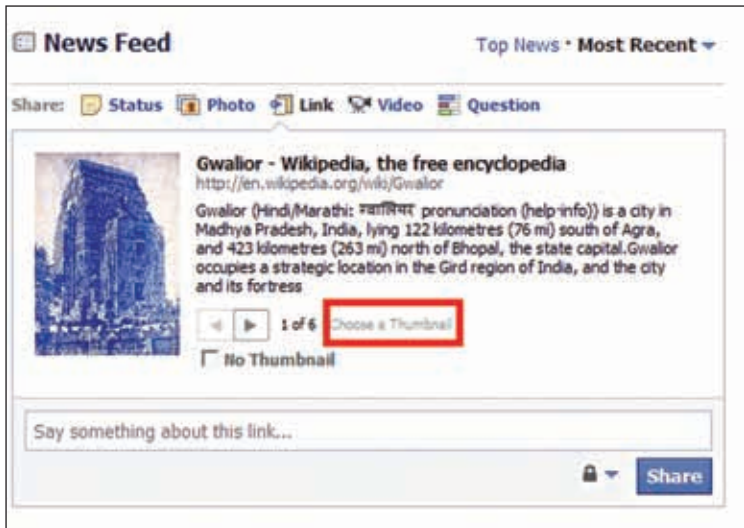 News Feed
Top News · Most Recent
Share: Status Photo Link Video Question
Gwalior - Wikipedia, the free encyclopedia
http://en.wikipedia.org/wiki/Gwalior
Gwalior (Hindi/Marathi: ग्वालियर pronunciation (help·info)) is a city in
Madhya Pradesh, India, lying 122 kilometres (76 mi) south of Agra,
and 423 kilometres (263 mi) north of Bhopal, the state capital.Gwalior
occupies a strategic location in the Gird region of India, and the city
and its fortress
1 of 6 Choose a Thumbnail
No Thumbnail
Say something about this link...
Share